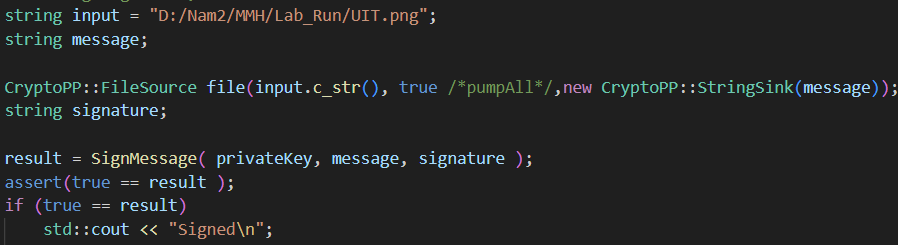 string input = "D:/Nam2/MMH/Lab_Run/UIT.png";
string message;
CryptoPP::FileSource file(input.c_str(), true /*pumpAll*/,new CryptoPP::StringSink(message));
string signature;
result = SignMessage( privateKey, message, signature );
assert(true == result );
if (true == result)
std::cout << "Signed\n";